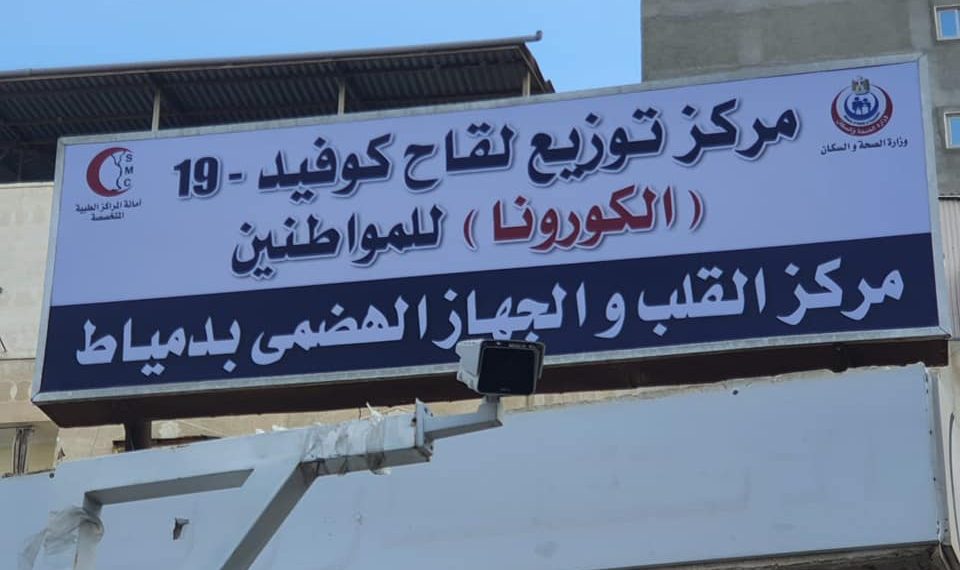 وزارة الصحة والسكان
مركز توزيع لقاح كوفيد - 19
( الكورونا ) للمواطنين
SMC
أمانة المراكز الطبية
المتخصصة
مركز القلب و الجهاز الهضمى بدمياط